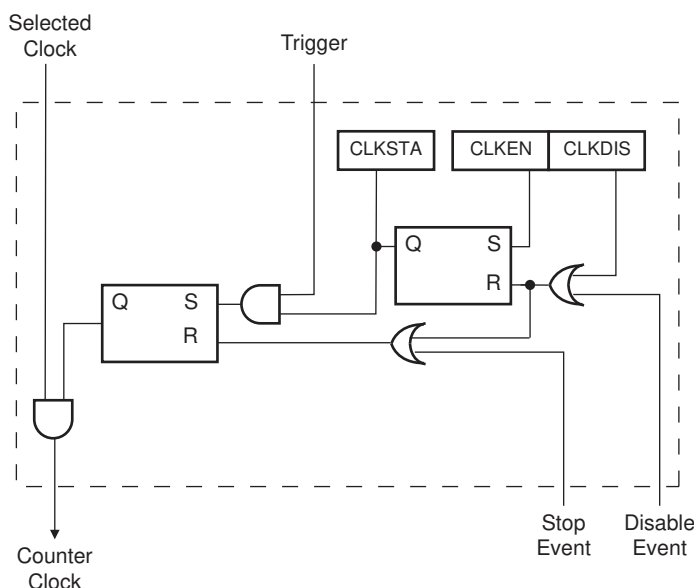 Selected
Clock
Trigger
CLKSTA
CLKEN
CLKDIS
Q
S
R
Q
S
R
Stop
Event
Disable
Event
Counter
Clock